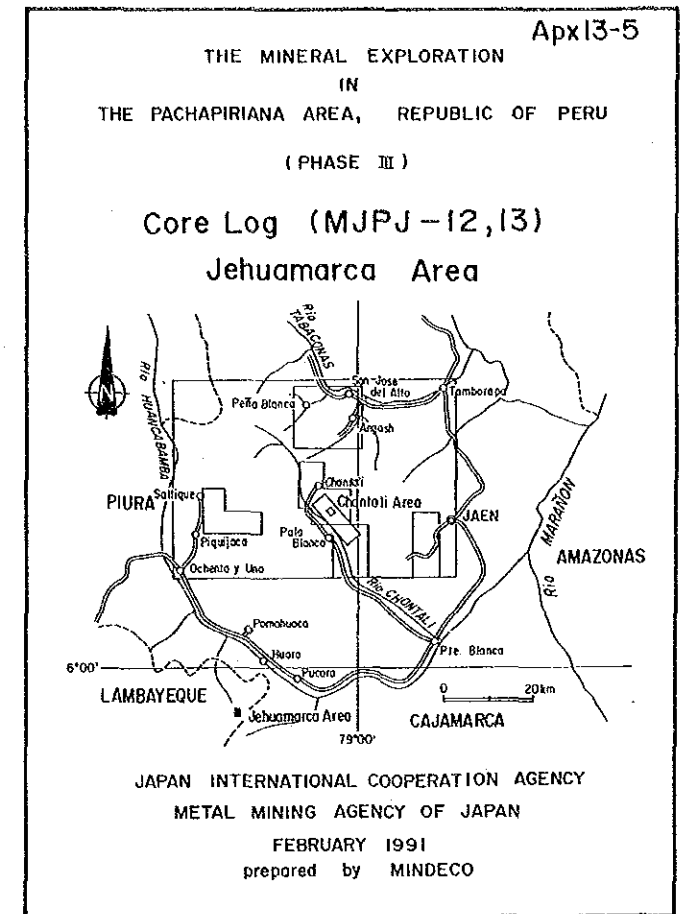 Apx13-5
THE MINERAL EXPLORATION
IN
THE PACHAPIRIANA AREA, REPUBLIC OF PERU
(PHASE III)
Core Log (MJPJ-12,13)
Jehuamarca Area
Rio TABACONAS
San Jose del Alto
Tamborapa
Peña Blanca
Angash
Rio HUANCABAMBA
N
Chontali
Chontali Area
PIURA
Sallique
Palo Blanco
JAEN
Rio MARAÑON
Piquijaca
AMAZONAS
Ochenta y Uno
Rio CHONTALI
Pomahuaca
Pte. Blanca
Huaro
6°00'
Pucara
LAMBAYEQUE
0 20km
Jehuamarca Area
CAJAMARCA
79°00'
JAPAN INTERNATIONAL COOPERATION AGENCY
METAL MINING AGENCY OF JAPAN
FEBRUARY 1991
prepared by MINDECO